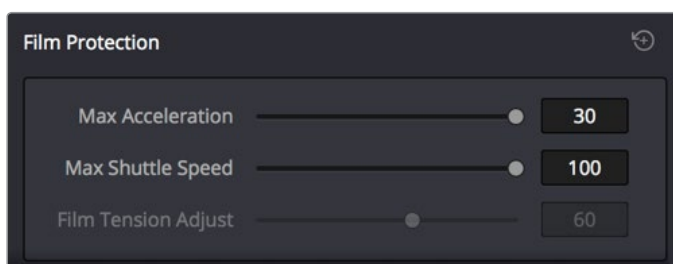 Film Protection
Max Acceleration 30
Max Shuttle Speed 100
Film Tension Adjust 60